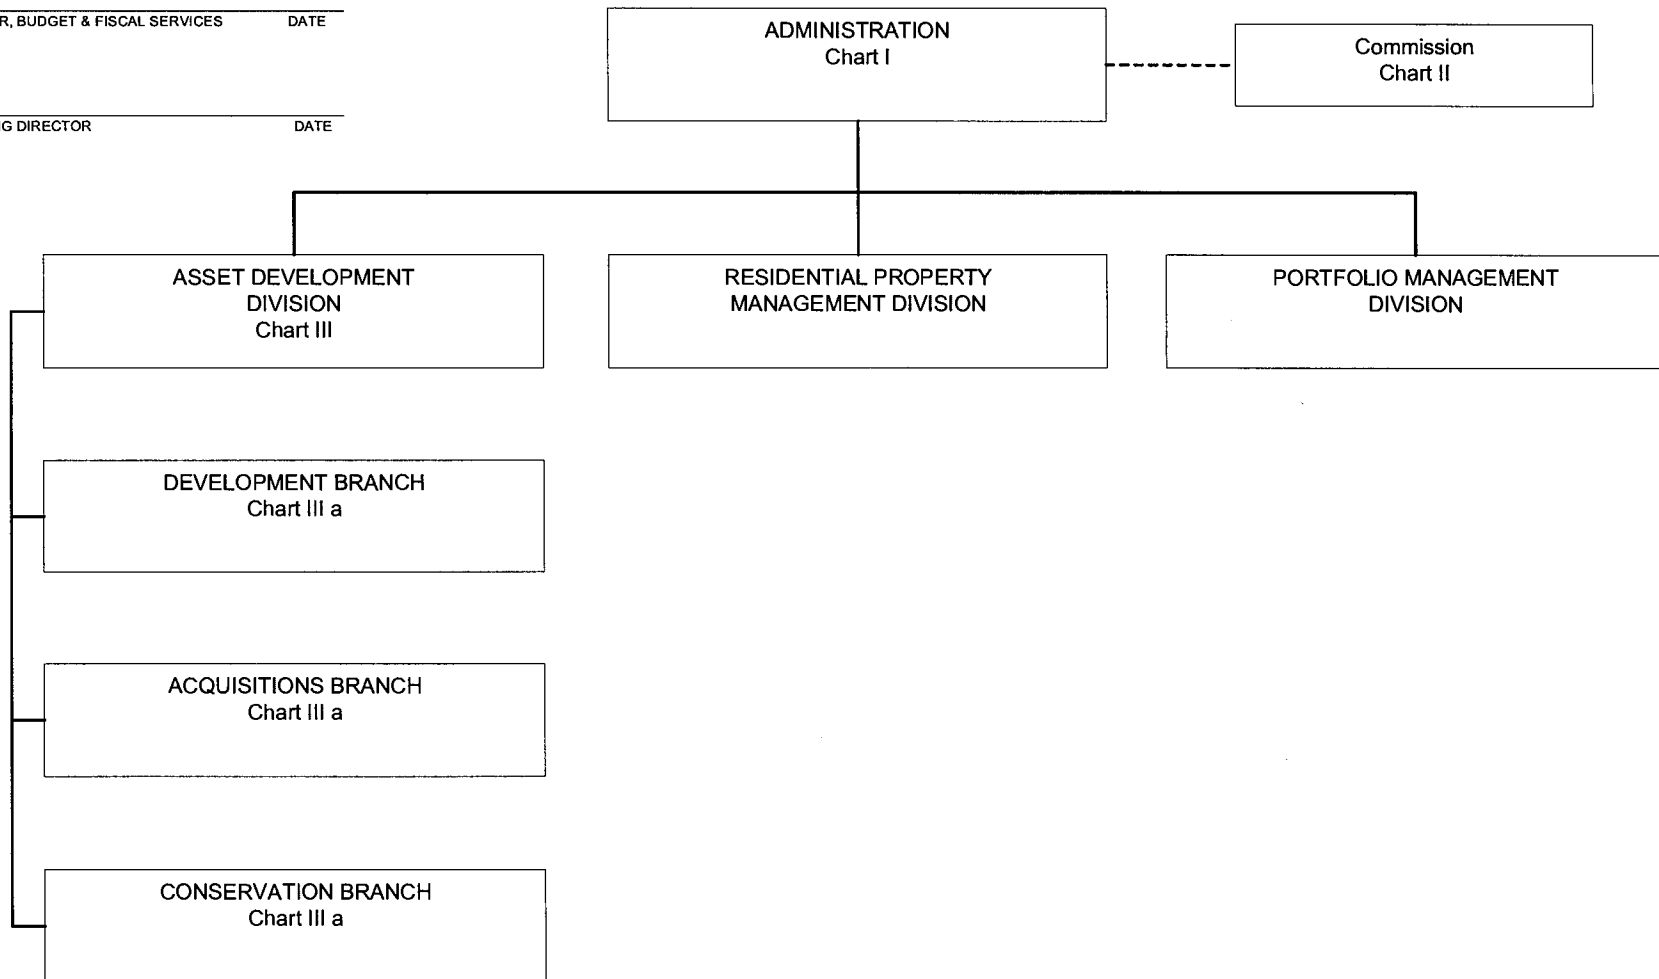 R, BUDGET & FISCAL SERVICES DATE
G DIRECTOR DATE
ADMINISTRATION
Chart I
Commission
Chart II
ASSET DEVELOPMENT
DIVISION
Chart III
RESIDENTIAL PROPERTY
MANAGEMENT DIVISION
PORTFOLIO MANAGEMENT
DIVISION
DEVELOPMENT BRANCH
Chart III a
ACQUISITIONS BRANCH
Chart III a
CONSERVATION BRANCH
Chart III a